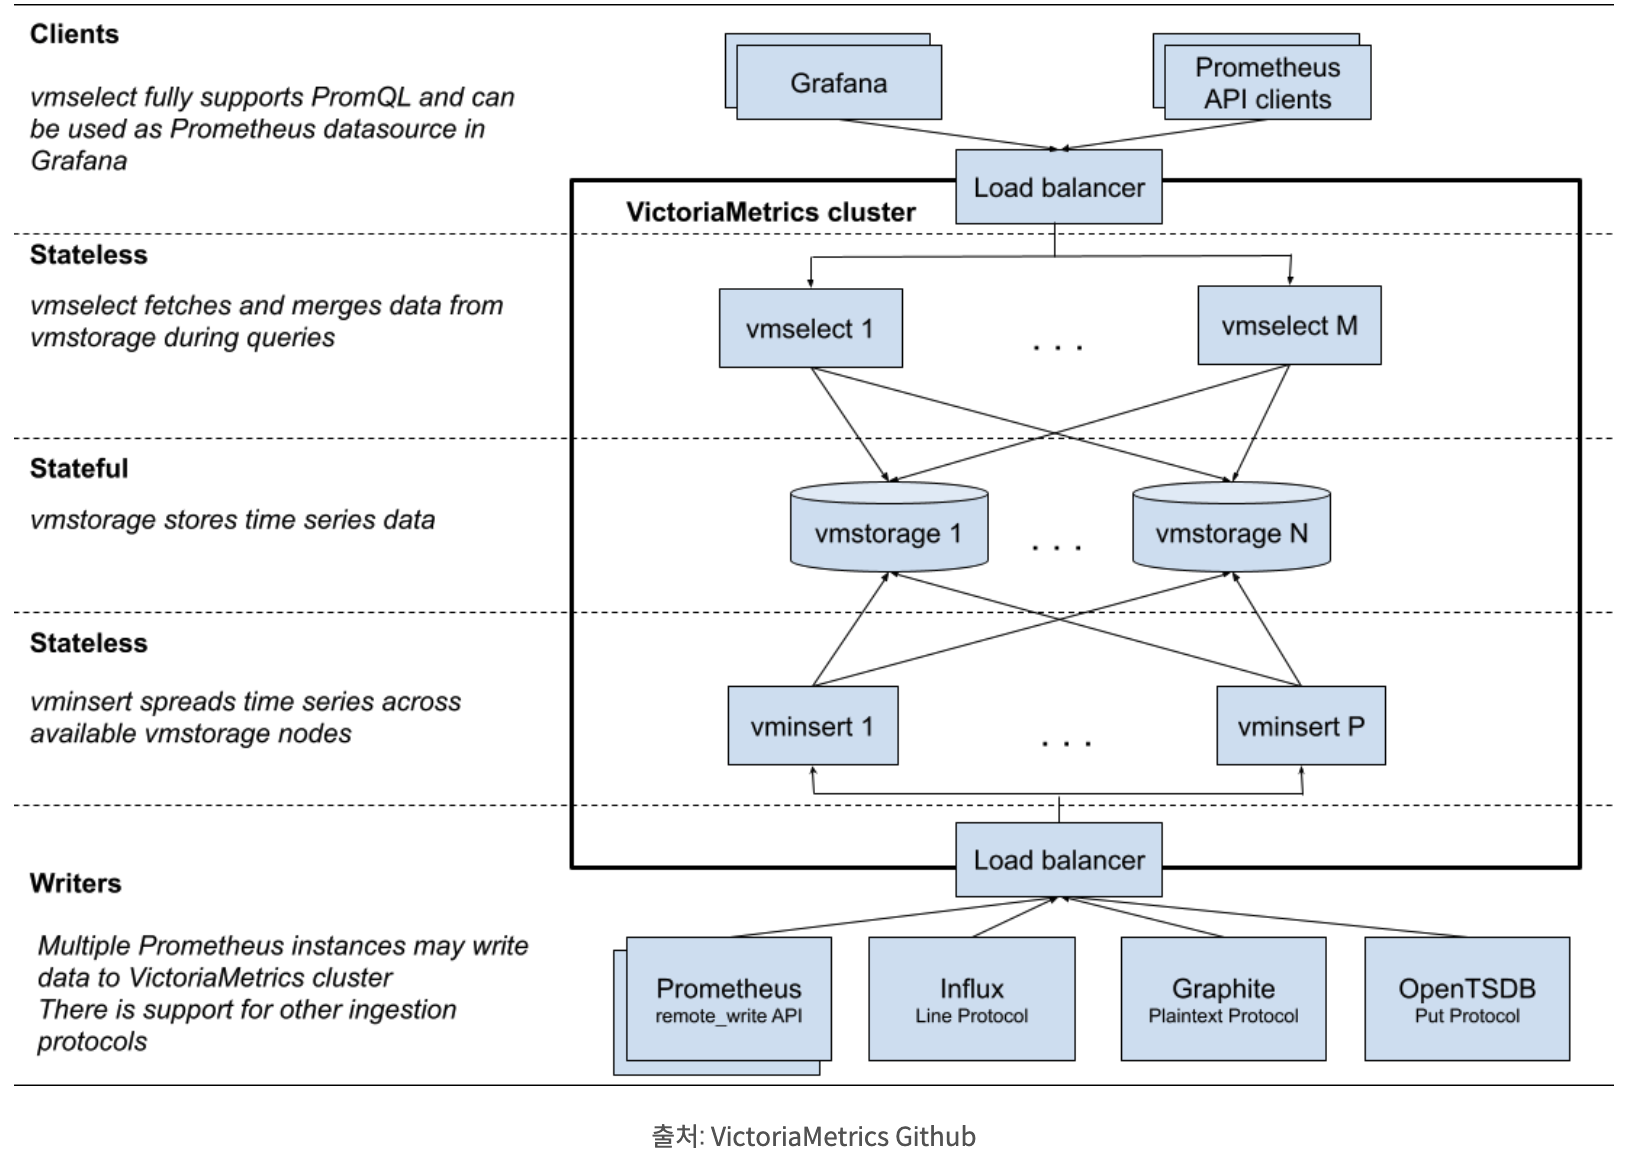 Clients
vmselect fully supports PromQL and can
be used as Prometheus datasource in
Grafana
Grafana
Prometheus
API clients
Load balancer
VictoriaMetrics cluster
Stateless
vmselect fetches and merges data from
vmstorage during queries
vmselect 1
. . .
vmselect M
Stateful
vmstorage stores time series data
vmstorage 1
. . .
vmstorage N
Stateless
vminsert spreads time series across
available vmstorage nodes
vminsert 1
. . .
vminsert P
Load balancer
Writers
Multiple Prometheus instances may write
data to VictoriaMetrics cluster
There is support for other ingestion
protocols
Prometheus
remote_write API
Influx
Line Protocol
Graphite
Plaintext Protocol
OpenTSDB
Put Protocol
출처: VictoriaMetrics Github